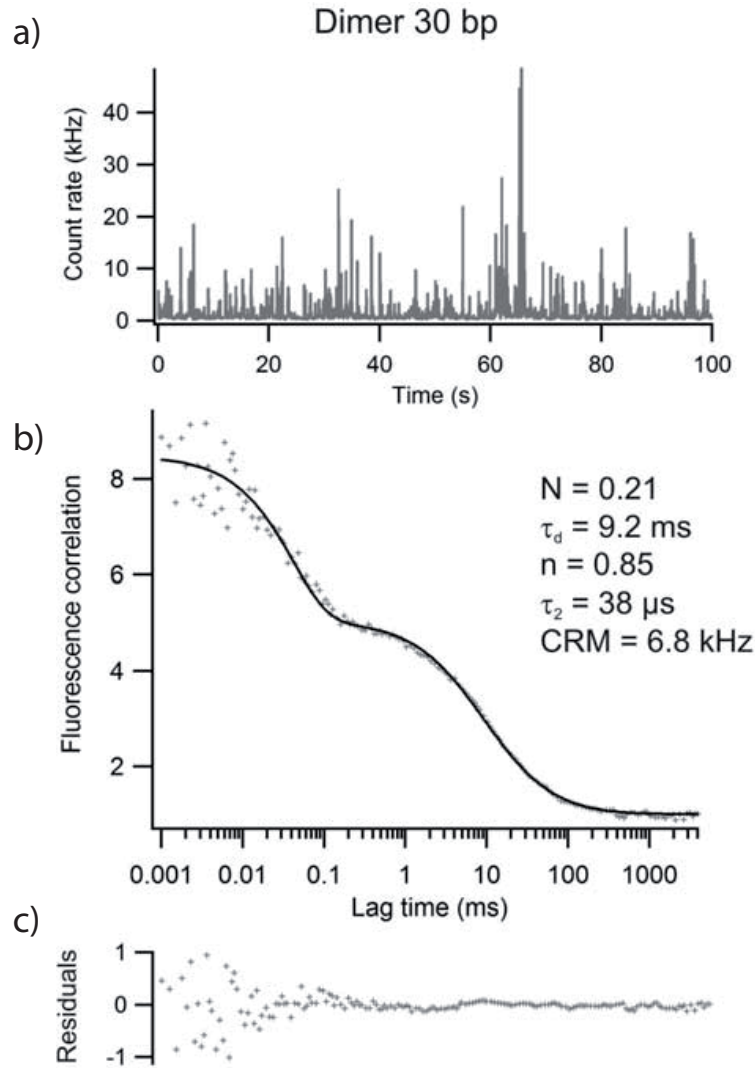 a)
Dimer 30 bp
Count rate (kHz)
40
30
20
10
0
0 20 40 60 80 100
Time (s)
b)
Fluorescence correlation
8
6
4
2
N = 0.21
τd = 9.2 ms
n = 0.85
τ2 = 38 µs
CRM = 6.8 kHz
0.001 0.01 0.1 1 10 100 1000
Lag time (ms)
c)
Residuals
1
0
-1